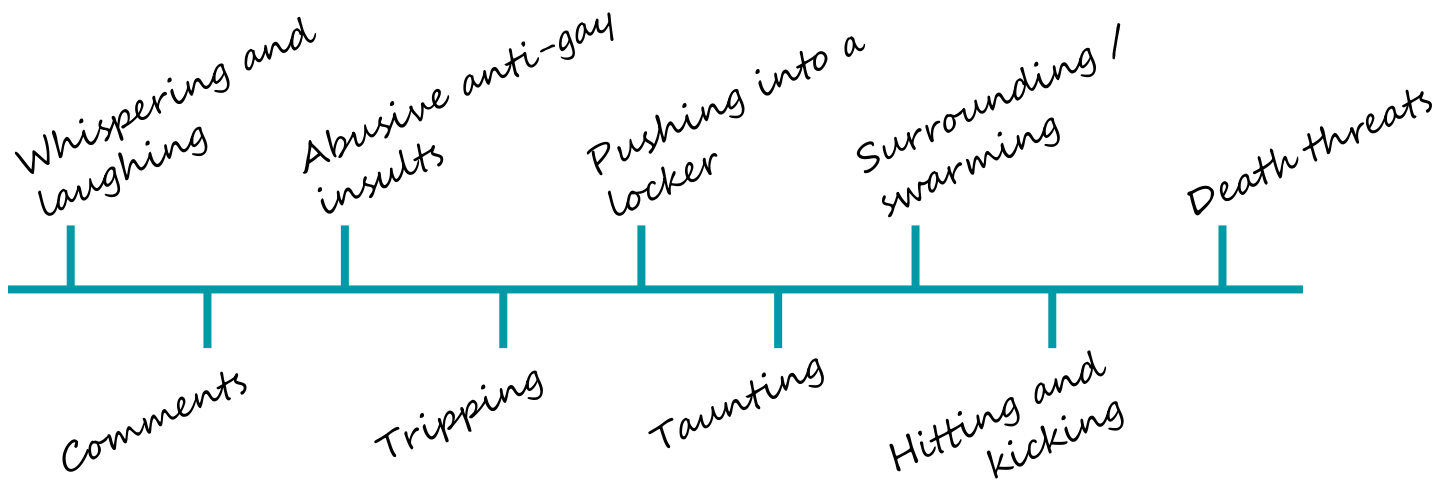 Whispering and
laughing
Comments
Abusive anti-gay
insults
Tripping
Pushing into a
locker
Taunting
Surrounding /
swarming
Hitting and
kicking
Death threats